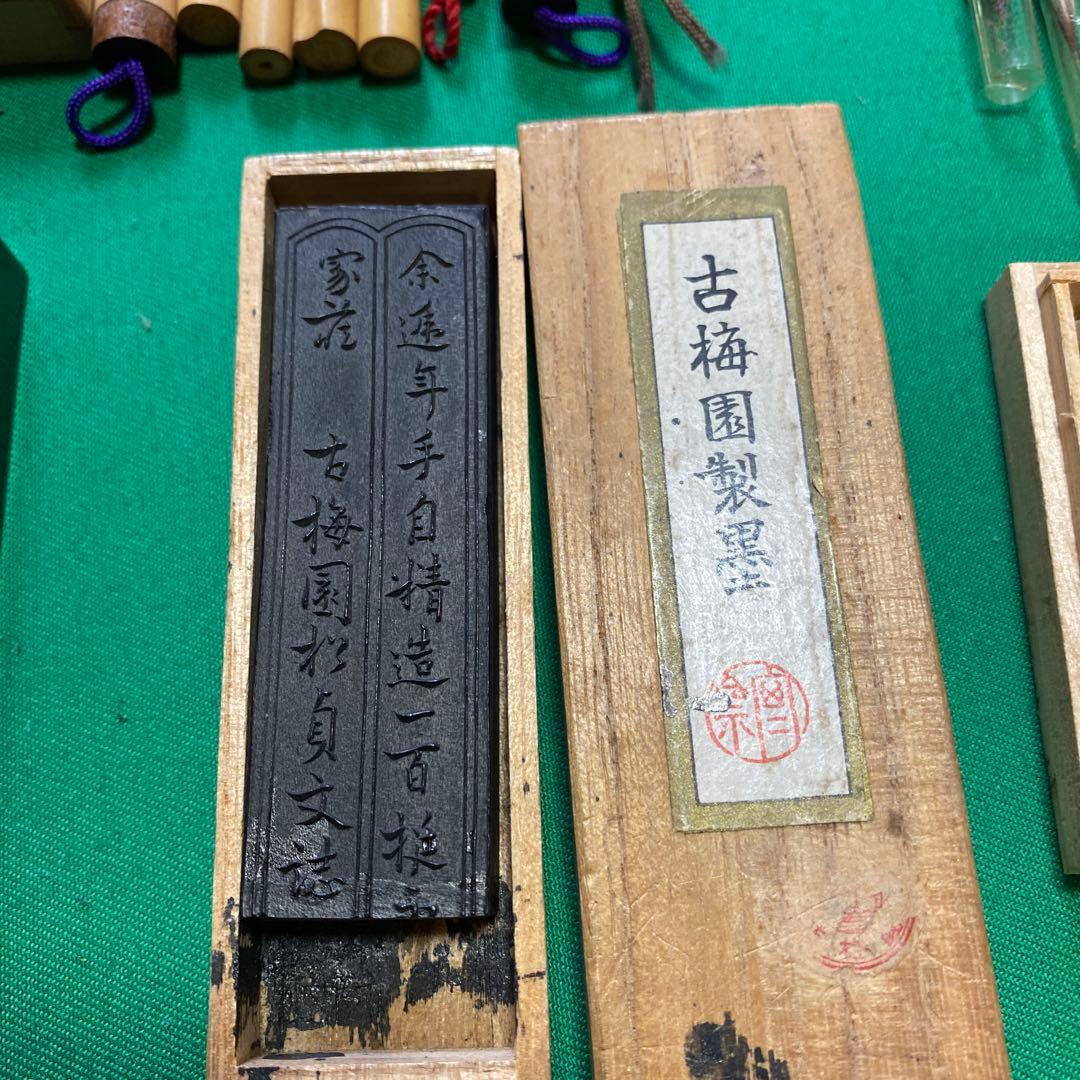 余遥年手自精造一百挺
家蔵 古梅園松貞文誌
古梅園製墨